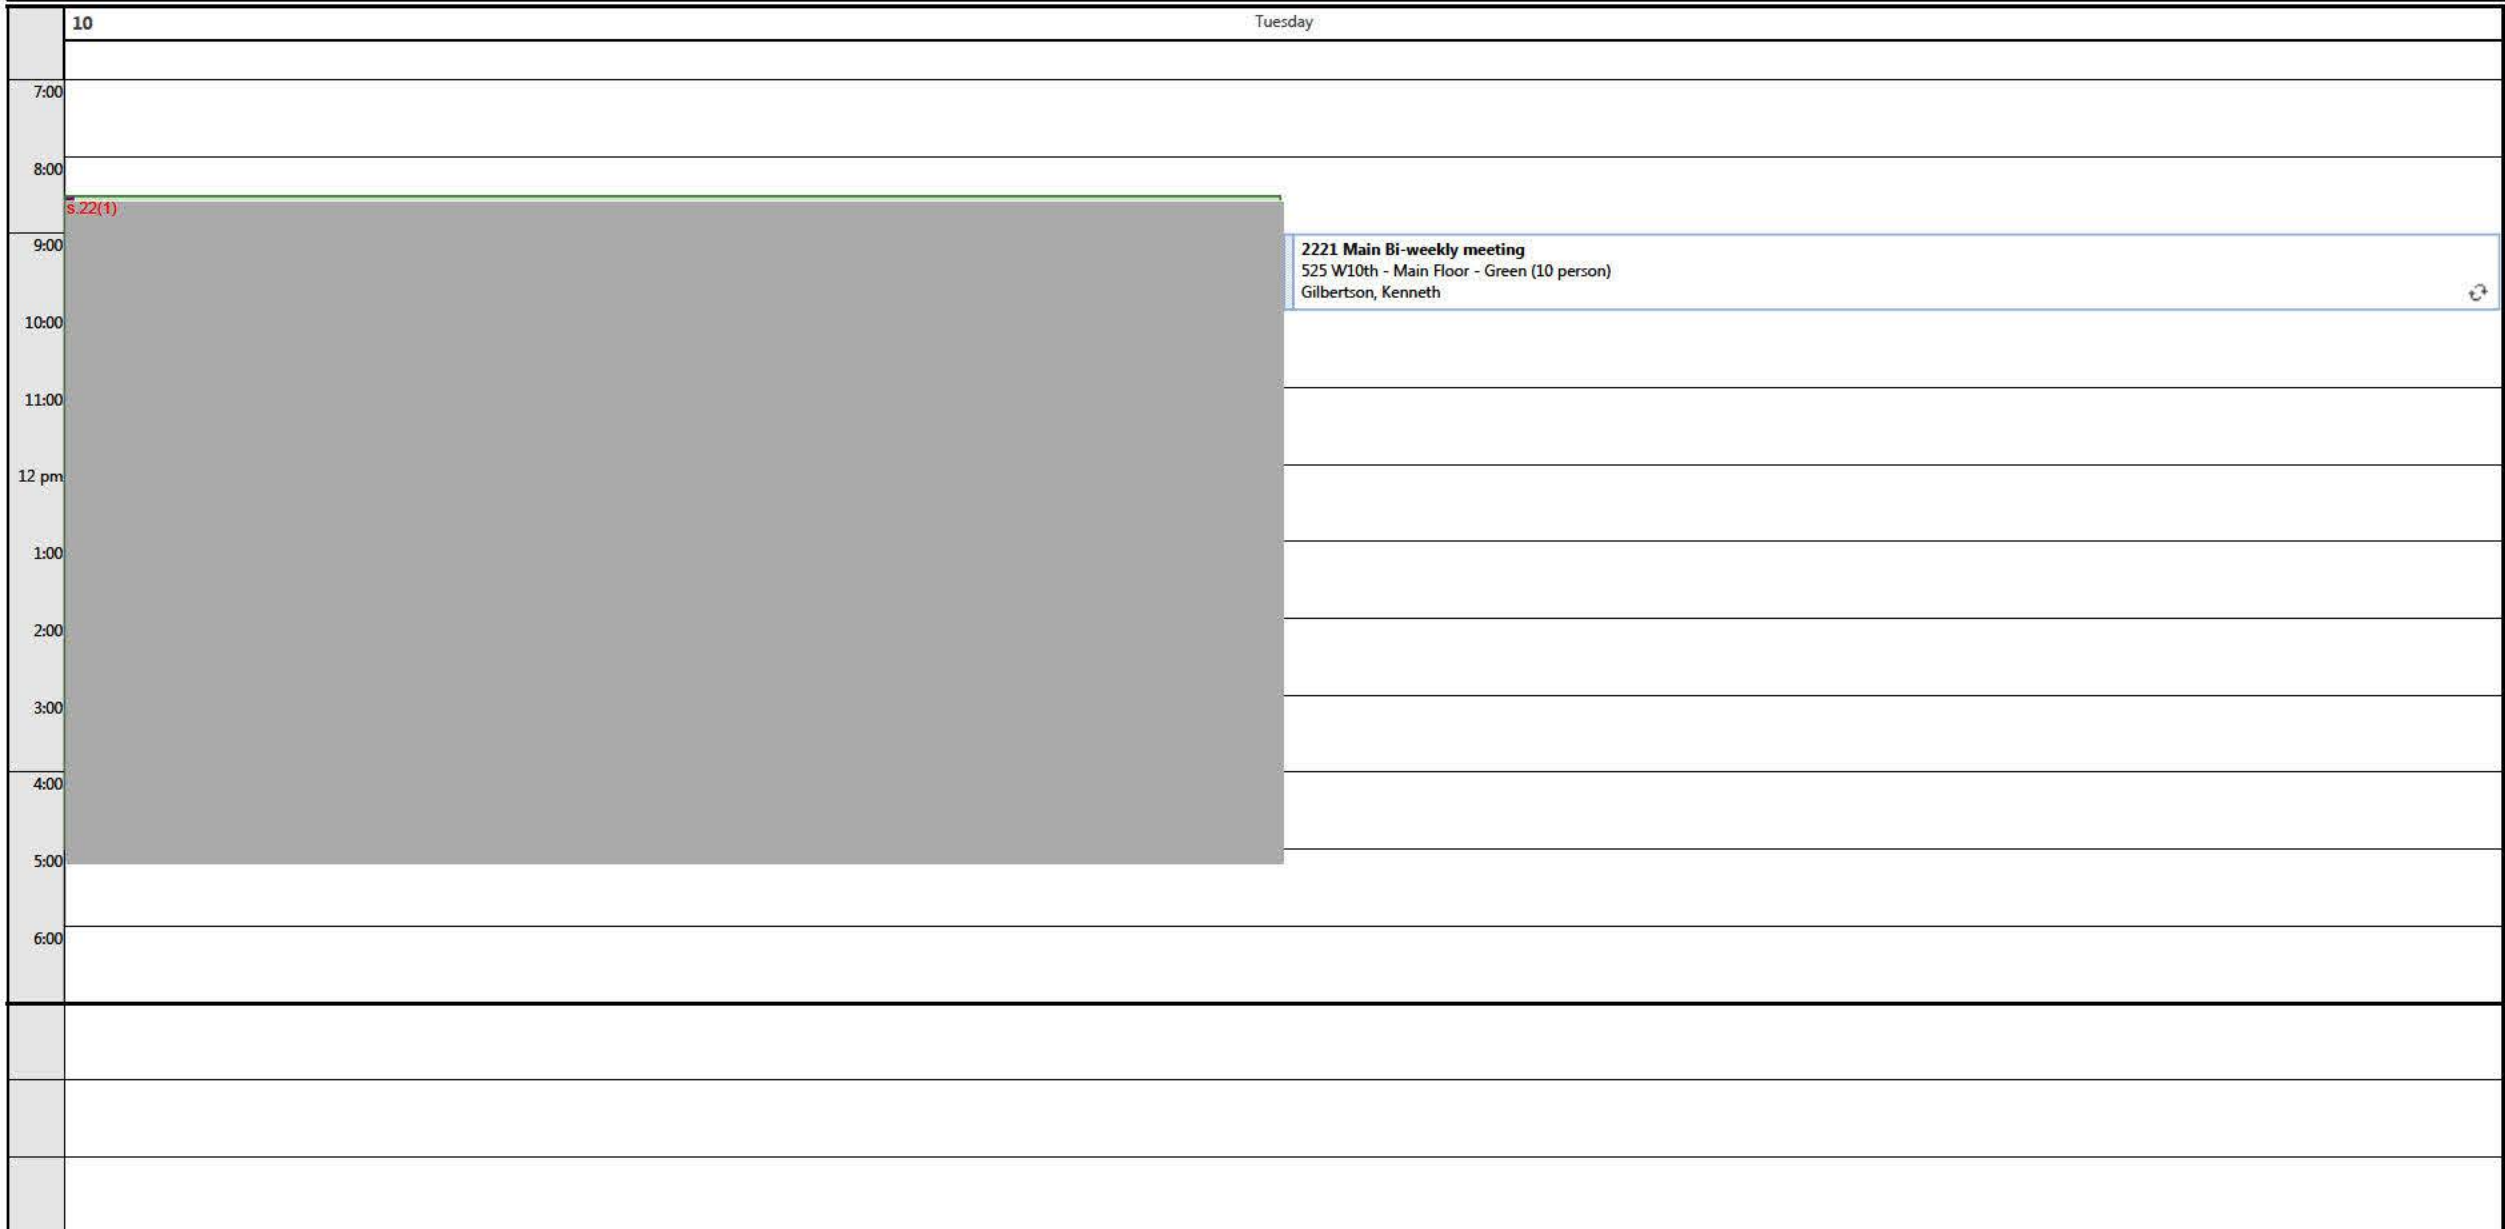 10
Tuesday
7:00
8:00
s.22(1)
9:00
2221 Main Bi-weekly meeting
525 W10th - Main Floor - Green (10 person)
Gilbertson, Kenneth
10:00
11:00
12 pm
1:00
2:00
3:00
4:00
5:00
6:00